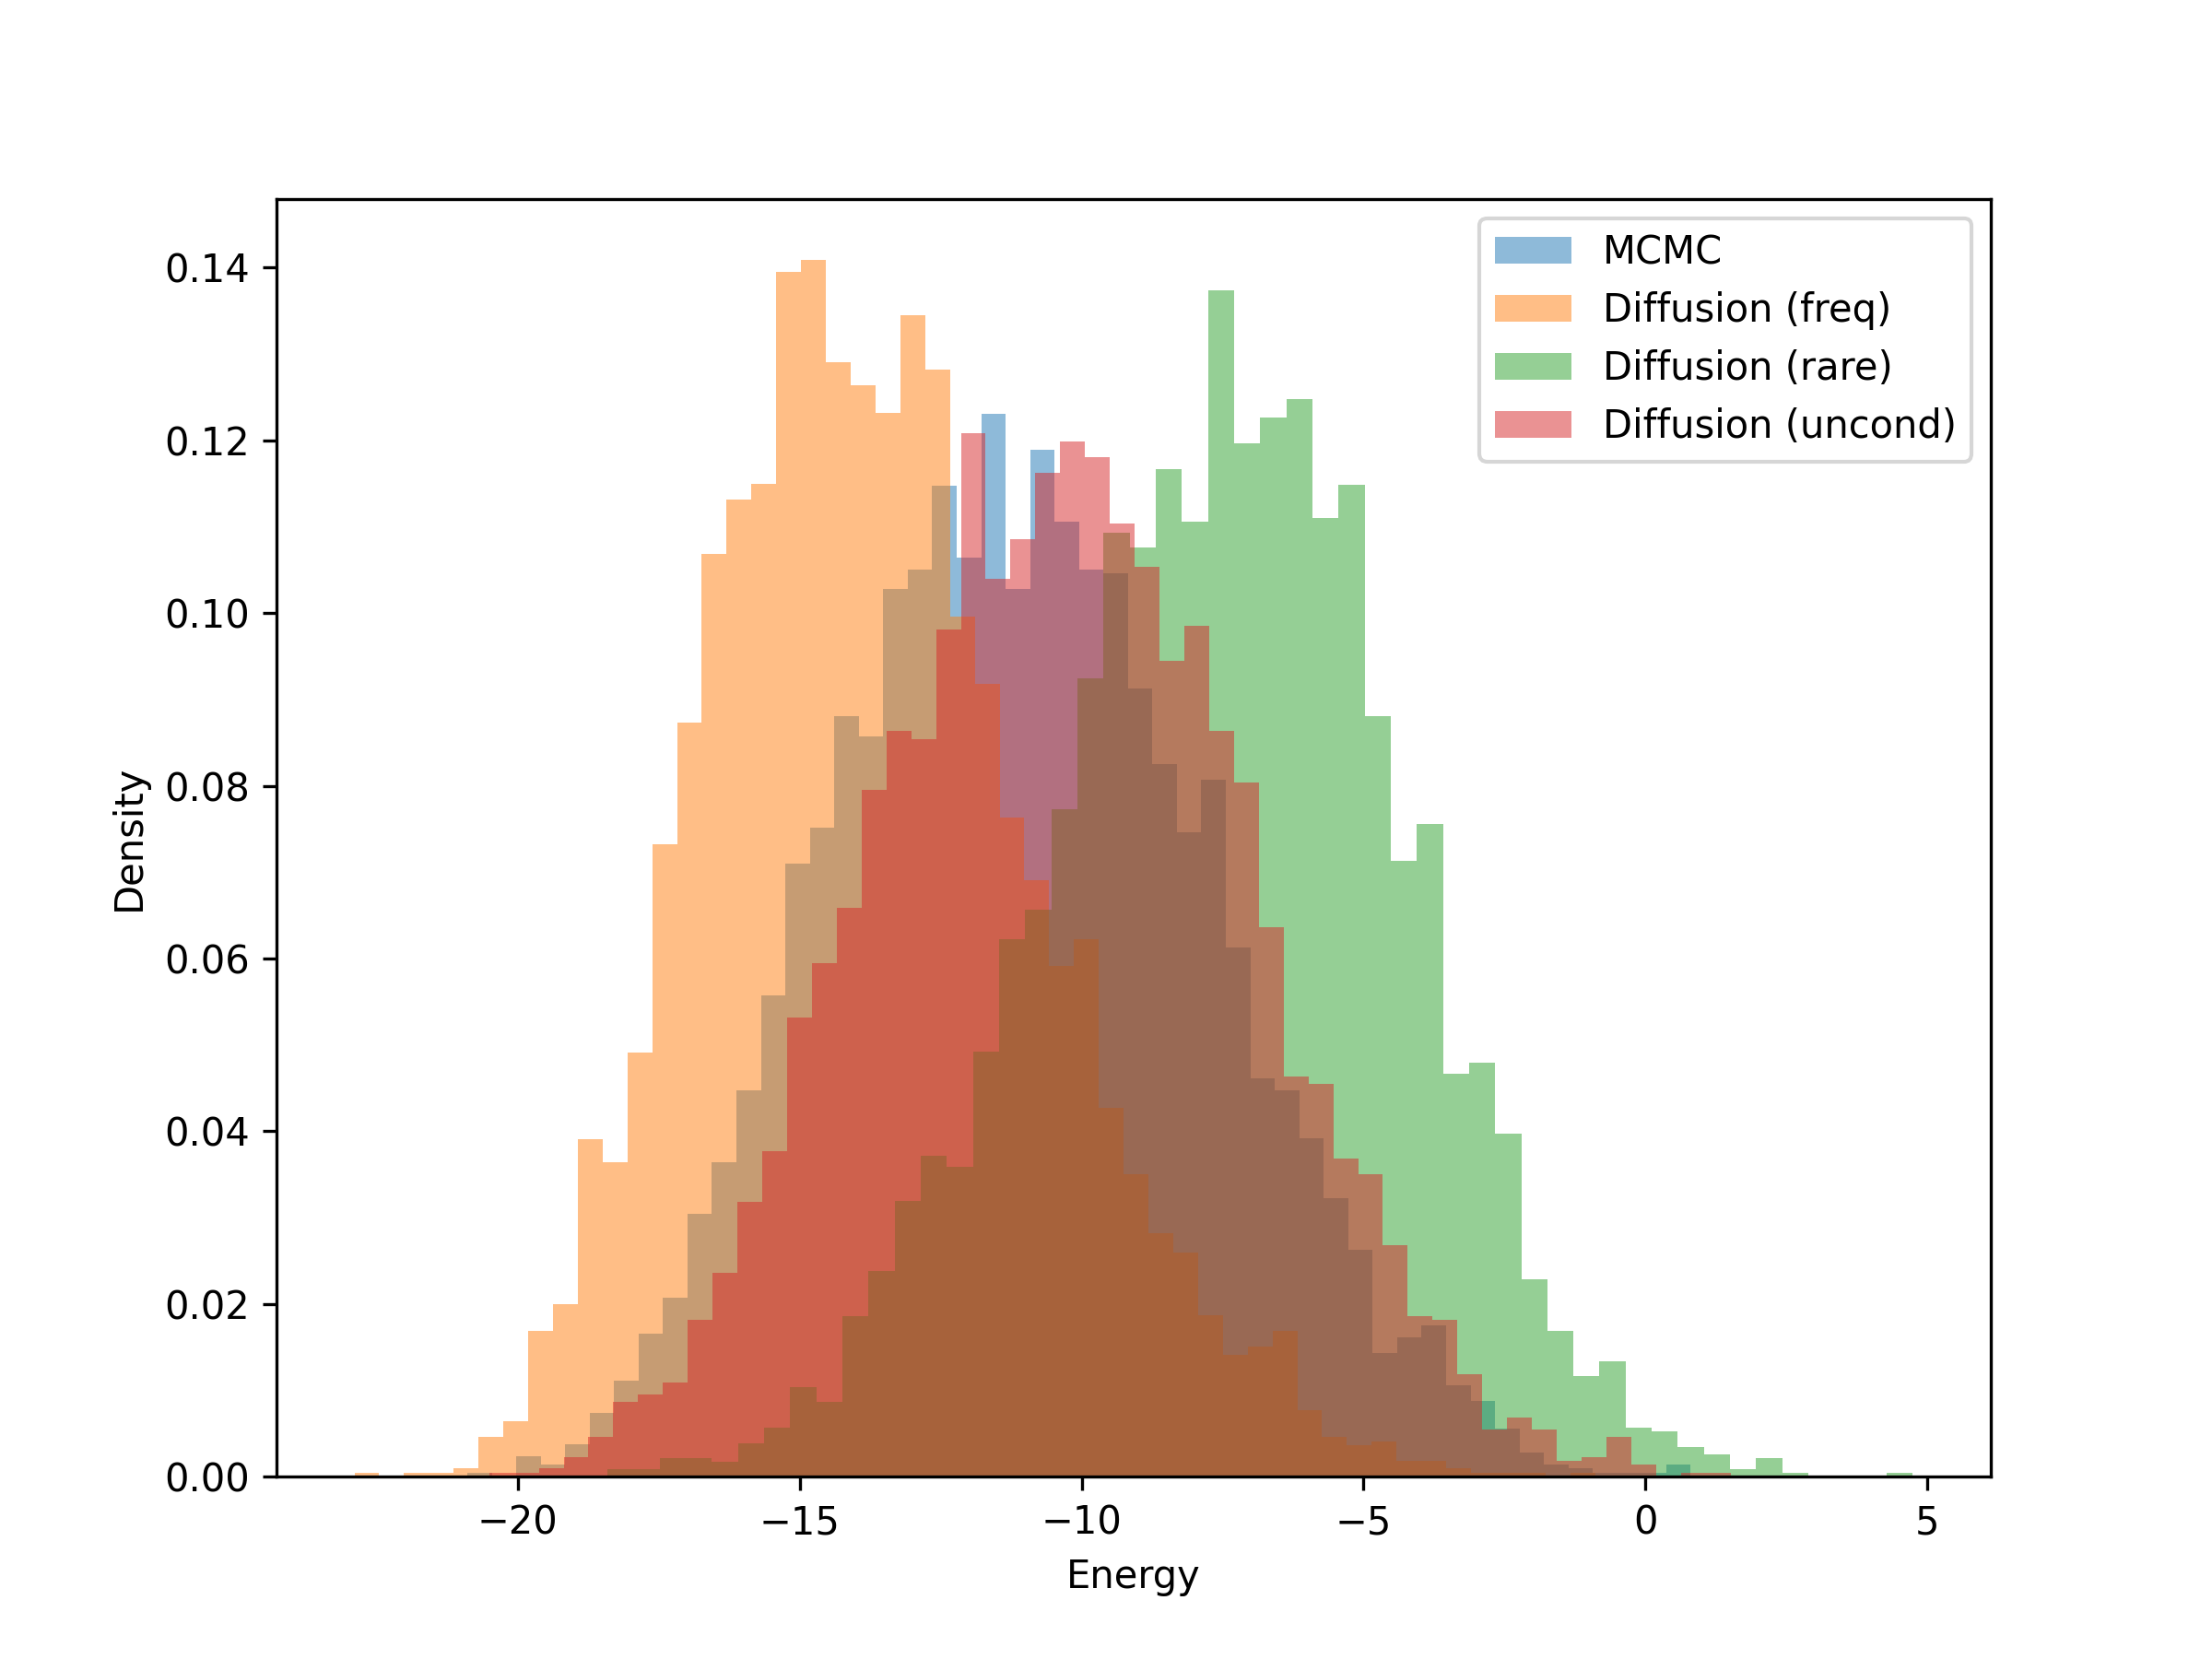 MCMC
Diffusion (freq)
Diffusion (rare)
Diffusion (uncond)
0.14
0.12
0.10
0.08
0.06
0.04
0.02
0.00
Density
−20 −15 −10 −5 0 5
Energy